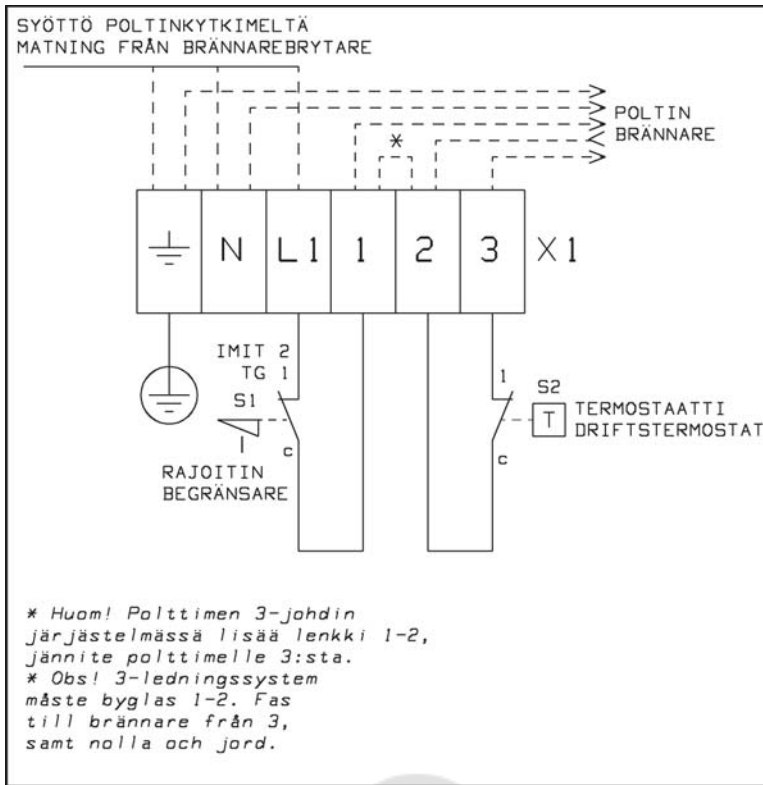 SYÖTTÖ POLTINKYTKIMELTÄ
MATNING FRÅN BRÄNNAREBRYTARE
POLTIN
BRÄNNARE
*
N L1 1 2 3 X1
IMIT 2
TG 1
S1
c
RAJOITIN
BEGRÄNSARE
1
S2
T
TERMOSTAATTI
DRIFTSTERMOSTAT
c
* Huom! Polttimen 3-johdin
järjästelmässä lisää lenkki 1-2,
jännite polttimelle 3:sta.
* Obs! 3-ledningssystem
måste byglas 1-2. Fas
till brännare från 3,
samt nolla och jord.